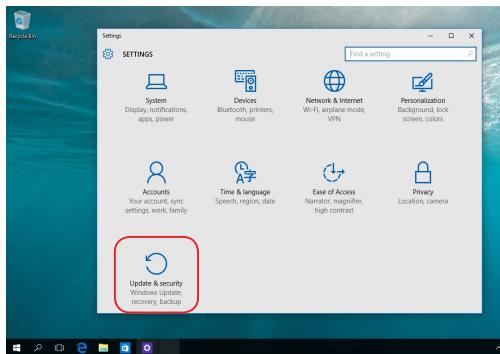 Recycle Bin
Settings
SETTINGS
Find a setting
System
Display, notifications,
apps, power
Devices
Bluetooth, printers,
mouse
Network & Internet
Wi-Fi, airplane mode,
VPN
Personalization
Background, lock
screen, colors
Accounts
Your account, sync
settings, work, family
Time & language
Speech, region, date
Ease of Access
Narrator, magnifier,
high contrast
Privacy
Location, camera
Update & security
Windows Update,
recovery, backup